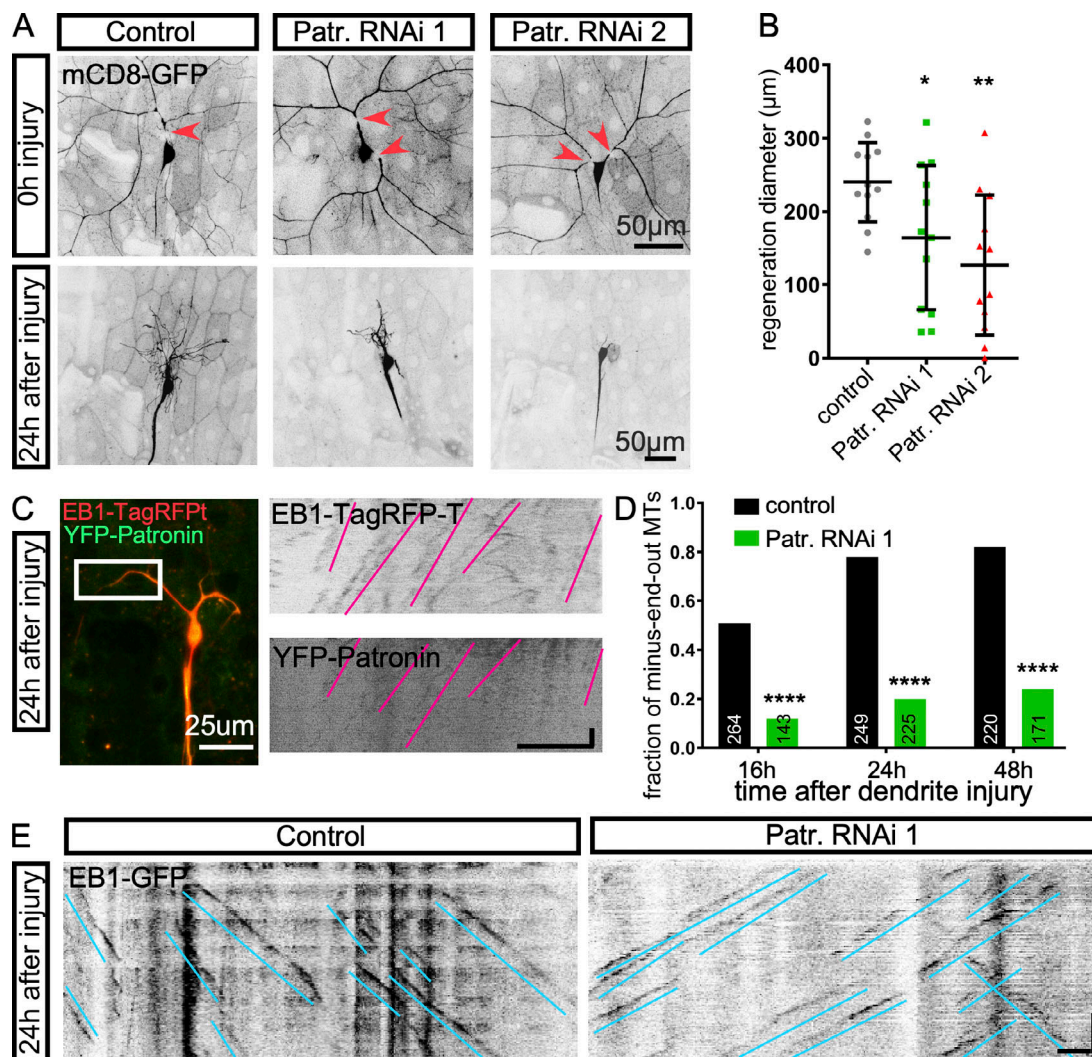 A
Control
Patr. RNAi 1
Patr. RNAi 2
0h injury
mCD8-GFP
50µm
24h after injury
50µm
B
regeneration diameter (µm)
400
300
200
100
0
*
**
control
Patr. RNAi 1
Patr. RNAi 2
C
24h after injury
EB1-TagRFPt
YFP-Patronin
25um
EB1-TagRFP-T
YFP-Patronin
D
control
Patr. RNAi 1
fraction of minus-end-out MTs
1.0
0.8
0.6
0.4
0.2
0.0
****
****
****
264
143
249
225
220
171
16h
24h
48h
time after dendrite injury
E
Control
Patr. RNAi 1
24h after injury
EB1-GFP